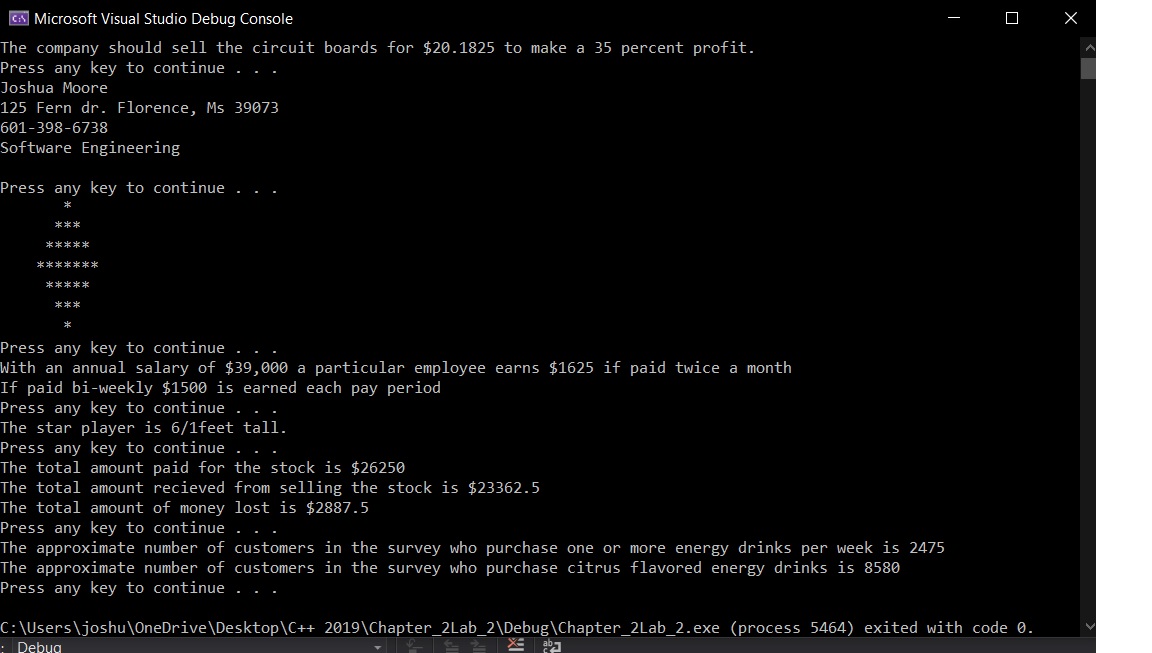 Microsoft Visual Studio Debug Console
The company should sell the circuit boards for $20.1825 to make a 35 percent profit.
Press any key to continue . . .
Joshua Moore
125 Fern dr. Florence, Ms 39073
601-398-6738
Software Engineering
Press any key to continue . . .
*
***
*****
*******
*****
***
*
Press any key to continue . . .
With an annual salary of $39,000 a particular employee earns $1625 if paid twice a month
If paid bi-weekly $1500 is earned each pay period
Press any key to continue . . .
The star player is 6/1feet tall.
Press any key to continue . . .
The total amount paid for the stock is $26250
The total amount recieved from selling the stock is $23362.5
The total amount of money lost is $2887.5
Press any key to continue . . .
The approximate number of customers in the survey who purchase one or more energy drinks per week is 2475
The approximate number of customers in the survey who purchase citrus flavored energy drinks is 8580
Press any key to continue . . .
C:\Users\joshu\OneDrive\Desktop\C++ 2019\Chapter_2Lab_2\Debug\Chapter_2Lab_2.exe (process 5464) exited with code 0.
: Debug